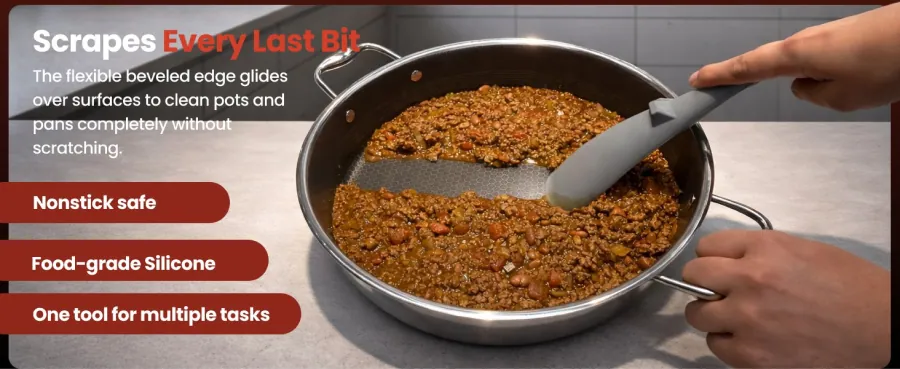 Scrapes Every Last Bit
The flexible beveled edge glides
over surfaces to clean pots and
pans completely without
scratching.
Nonstick safe
Food-grade Silicone
One tool for multiple tasks